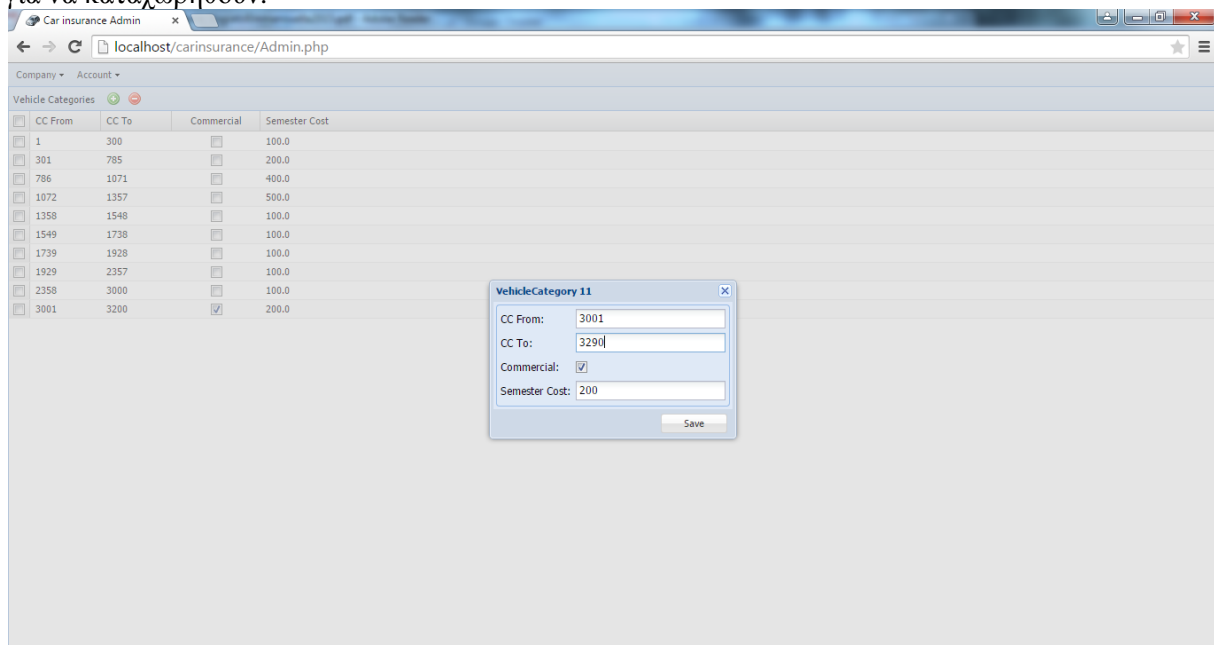 για να καταχωρηθούν.
Car insurance Admin
localhost/carinsurance/Admin.php
Company Account
Vehicle Categories
CC From CC To Commercial Semester Cost
1 300 100.0
301 785 200.0
786 1071 400.0
1072 1357 500.0
1358 1548 100.0
1549 1738 100.0
1739 1928 100.0
1929 2357 100.0
2358 3000 100.0
3001 3200 200.0
VehicleCategory 11
CC From: 3001
CC To: 3290
Commercial:
Semester Cost: 200
Save